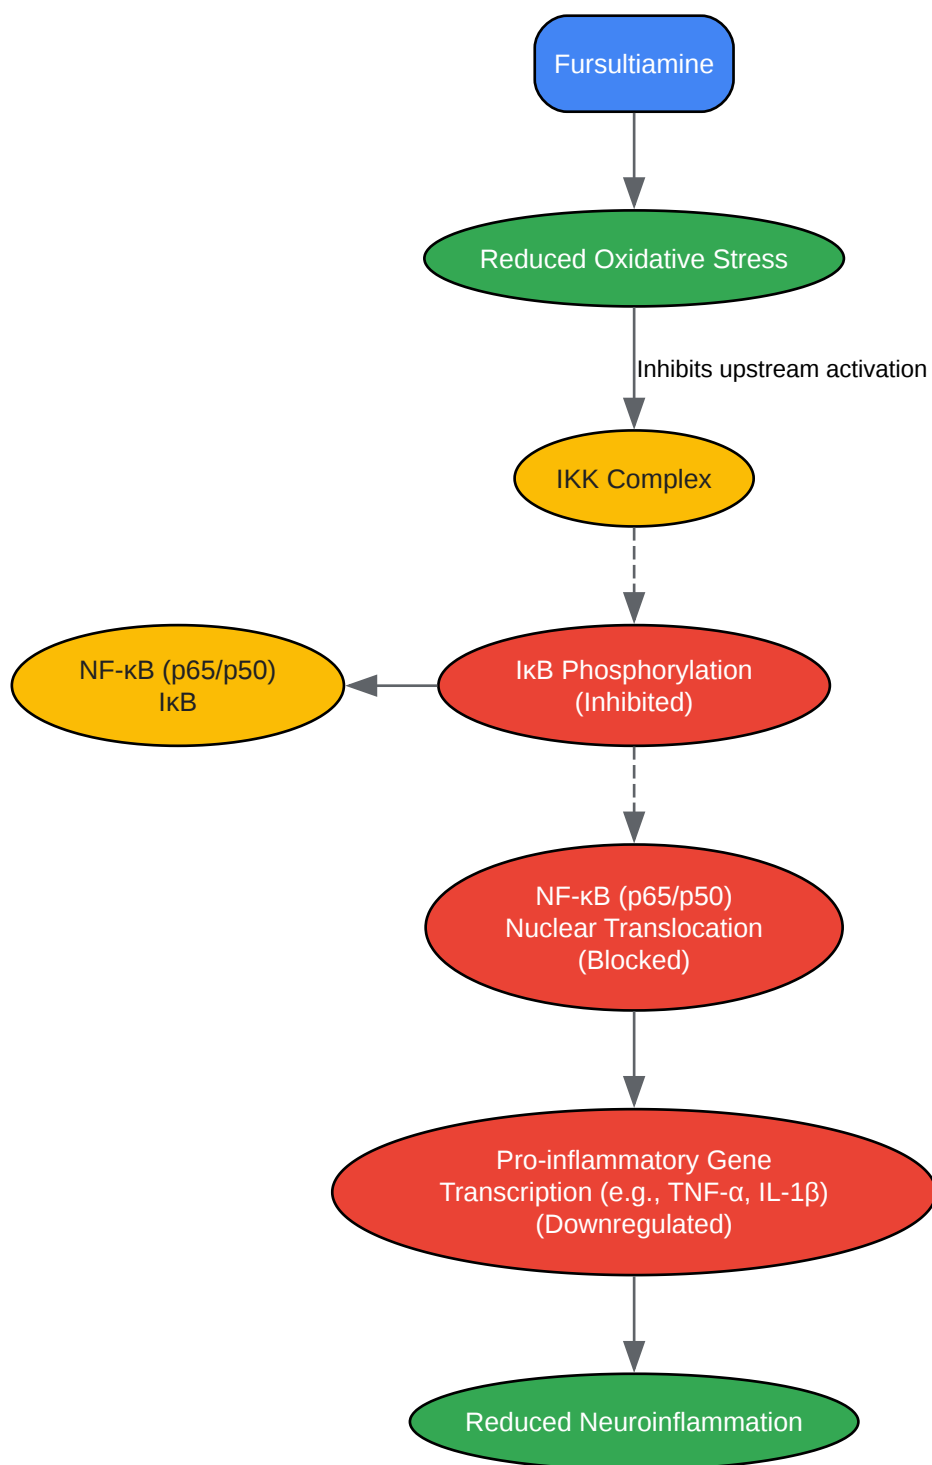 Fursultiamine
Reduced Oxidative Stress
Inhibits upstream activation
IKK Complex
NF-κB (p65/p50)
IκB
IκB Phosphorylation
(Inhibited)
NF-κB (p65/p50)
Nuclear Translocation
(Blocked)
Pro-inflammatory Gene
Transcription (e.g., TNF-α, IL-1β)
(Downregulated)
Reduced Neuroinflammation